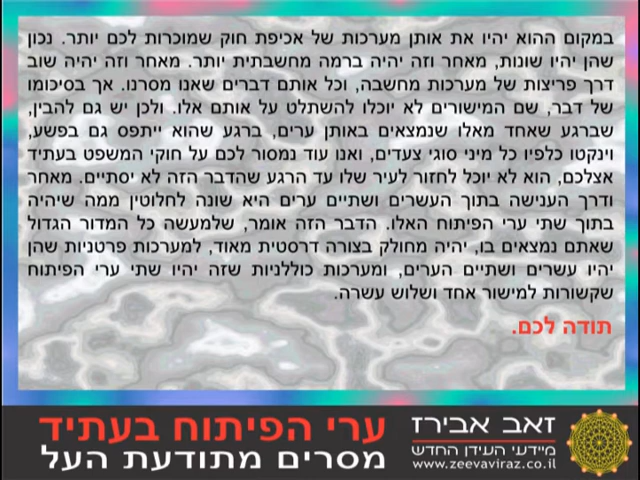 במקום ההוא יהיו את אותן מערכות של אכיפת חוק שמוכרות לכם יותר. נכון
שהן יהיו שונות, מאחר וזה יהיה ברמה מחשבתית יותר. מאחר וזה יהיה שוב
דרך פריצות של מערכות מחשבה, וכל אותם דברים שאנו מסרנו. אך בסיכומו
של דבר, שם המישורים לא יוכלו להשתלט על אותם אלו. ולכן יש גם להבין,
שברגע שאחד מאלו שנמצאים באותן ערים, ברגע שהוא ייתפס גם בפשע,
וינקטו כלפיו כל מיני סוגי צעדים, ואנו עוד נמסור לכם על חוקי המשפט בעתיד
אצלכם, הוא לא יוכל לחזור לעיר שלו עד הרגע שהדבר הזה לא יסתיים. מאחר
ודרך הענישה בתוך העשרים ושתיים ערים היא שונה לחלוטין ממה שיהיה
בתוך שתי ערי הפיתוח האלו. הדבר הזה אומר, שלמעשה כל המדור הגדול
שאתם נמצאים בו, יהיה מחולק בצורה דרסטית מאוד, למערכות פרטניות שהן
יהיו עשרים ושתיים הערים, ומערכות כוללניות שזה יהיו שתי ערי הפיתוח
שקשורות למישור אחד ושלוש עשרה.
תודה לכם.
זאב אבירז
מיידעי העידן החדש
www.zeevaviraz.co.il
ערי הפיתוח בעתיד
מסרים מתודעת העל